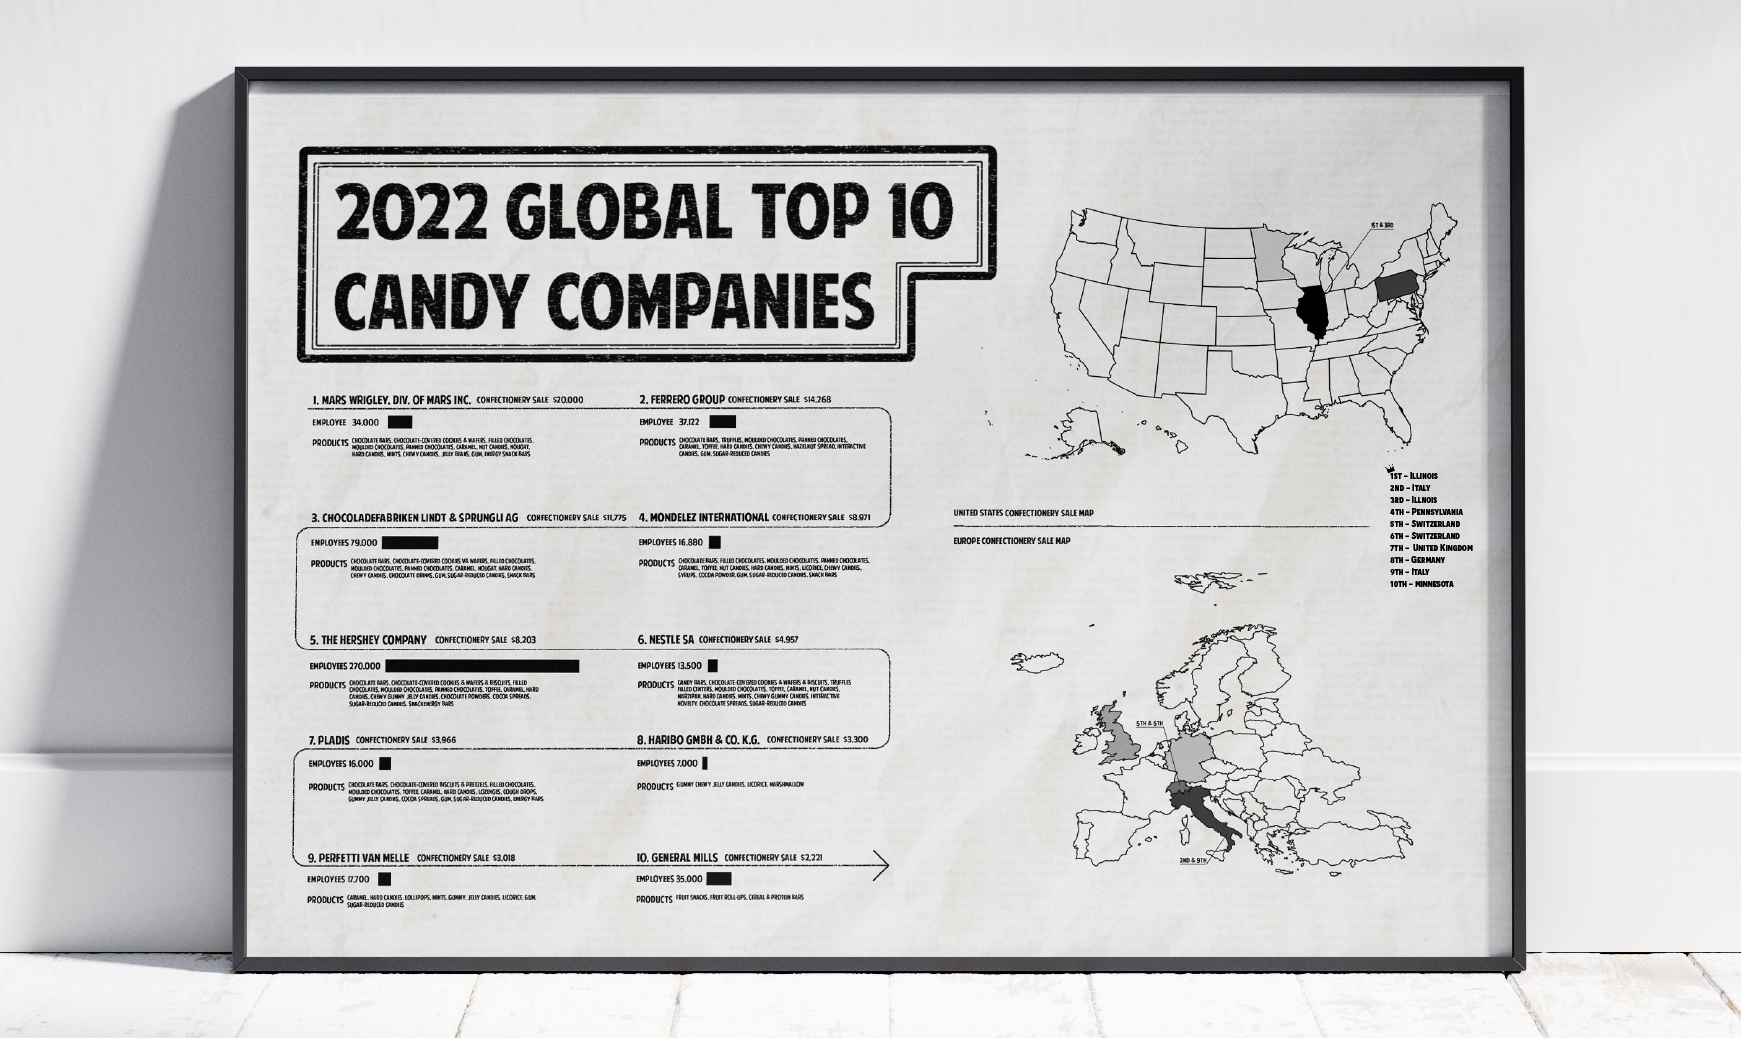 2022 GLOBAL TOP 10
CANDY COMPANIES
1. MARS WRIGLEY, DIV. OF MARS INC. CONFECTIONERY SALE $20.000
EMPLOYEE 34.000
PRODUCTS CHOCOLATE BARS, CHOCOLATE-COVERED COOKIES & WAFERS, FILLED CHOCOLATES,
MOULDED CHOCOLATES, PANNED CHOCOLATES, CARAMEL, NUT CANDIES, NOUGAT,
HARD CANDIES, MINTS, CHEWY CANDIES, JELLY BEANS, GUM, ENERGY SNACK BARS
2. FERRERO GROUP CONFECTIONERY SALE $14,268
EMPLOYEE 37,122
PRODUCTS CHOCOLATE BARS, TRUFFLES, MOULDED CHOCOLATES, PANNED CHOCOLATES,
CARAMEL, TOFFEE, HARD CANDIES, CHEWY CANDIES, HAZELNUT SPREAD, INTERACTIVE
CANDIES, GUM, SUGAR-REDUCED CANDIES
3. CHOCOLADEFABRIKEN LINDT & SPRUNGLI AG CONFECTIONERY SALE $11,775
EMPLOYEES 79.000
PRODUCTS CHOCOLATE BARS, CHOCOLATE-COVERED COOKIES WAFERS, FILLED CHOCOLATES,
MOULDED CHOCOLATES, PANNED CHOCOLATES, CARAMEL, NOUGAT, HARD CANDIES,
CHEWY CANDIES, CHOCOLATE DRINKS, GUM, SUGAR-REDUCED CANDIES, SNACK BARS
4. MONDELEZ INTERNATIONAL CONFECTIONERY SALE $8.971
EMPLOYEES 16.880
PRODUCTS CHOCOLATE BARS, FILLED CHOCOLATES, MOULDED CHOCOLATES, PANNED CHOCOLATES,
CARAMEL, TOFFEE, NUT CANDIES, HARD CANDIES, MINTS, LICORICE, CHEWY CANDIES,
SYRUPS, COCOA POWDER, GUM, SUGAR-REDUCED CANDIES, SNACK BARS
5. THE HERSHEY COMPANY CONFECTIONERY SALE $8,203
EMPLOYEES 270.000
PRODUCTS CHOCOLATE BARS, CHOCOLATE-COVERED COOKIES & WAFERS & BISCUITS, FILLED
CHOCOLATES, MOULDED CHOCOLATES, PANNED CHOCOLATES, TOFFEE, CARAMEL, HARD
CANDIES, CHEWY GUMMY JELLY CANDIES, CHOCOLATE POWDERS, COCOA SPREADS,
SUGAR-REDUCED CANDIES, SNACKENERGY BARS
6. NESTLE SA CONFECTIONERY SALE $4,957
EMPLOYEES 13.500
PRODUCTS CANDY BARS, CHOCOLATE-COVERED COOKIES & WAFERS & BISCUITS, TRUFFLES
FILLED CENTERS, MOULDED CHOCOLATES, TOFFEE, CARAMEL, NUT CANDIES,
MARZIPAN, HARD CANDIES, MINTS, CHEWY GUMMY CANDIES, INTERACTIVE
NOVELTY, CHOCOLATE SPREADS, SUGAR-REDUCED CANDIES
7. PLADIS CONFECTIONERY SALE $3,966
EMPLOYEES 16.000
PRODUCTS CHOCOLATE BARS, CHOCOLATE-COVERED BISCUITS & PRETZELS, FILLED CHOCOLATES,
MOULDED CHOCOLATES, TOFFEE, CARAMEL, HARD CANDIES, LOZENGES, COUGH DROPS,
GUMMY JELLY CANDIES, COCOA SPREADS, GUM, SUGAR-REDUCED CANDIES, ENERGY BARS
8. HARIBO GMBH & CO. K.G. CONFECTIONERY SALE $3.300
EMPLOYEES 7,000
PRODUCTS GUMMY CHEWY JELLY CANDIES, LICORICE, MARSHMALLOW
9. PERFETTI VAN MELLE CONFECTIONERY SALE $3,018
EMPLOYEES 17.700
PRODUCTS CARAMEL, HARD CANDIES, LOLLIPOPS, MINTS, GUMMY, JELLY CANDIES, LICORICE, GUM,
SUGAR-REDUCED CANDIES
10. GENERAL MILLS CONFECTIONERY SALE $2,221
EMPLOYEES 35.000
PRODUCTS FRUIT SNACKS, FRUIT ROLL-UPS, CEREAL & PROTEIN BARS
1ST & 3RD
1ST – ILLINOIS
2ND – ITALY
3RD – ILLNOIS
4TH – PENNSYLVANIA
5TH – SWITZERLAND
6TH – SWITZERLAND
7TH – UNITED KINGDOM
8TH – GERMANY
9TH – ITALY
10TH – MINNESOTA
UNITED STATES CONFECTIONERY SALE MAP
EUROPE CONFECTIONERY SALE MAP
5TH & 6TH
2ND & 9TH